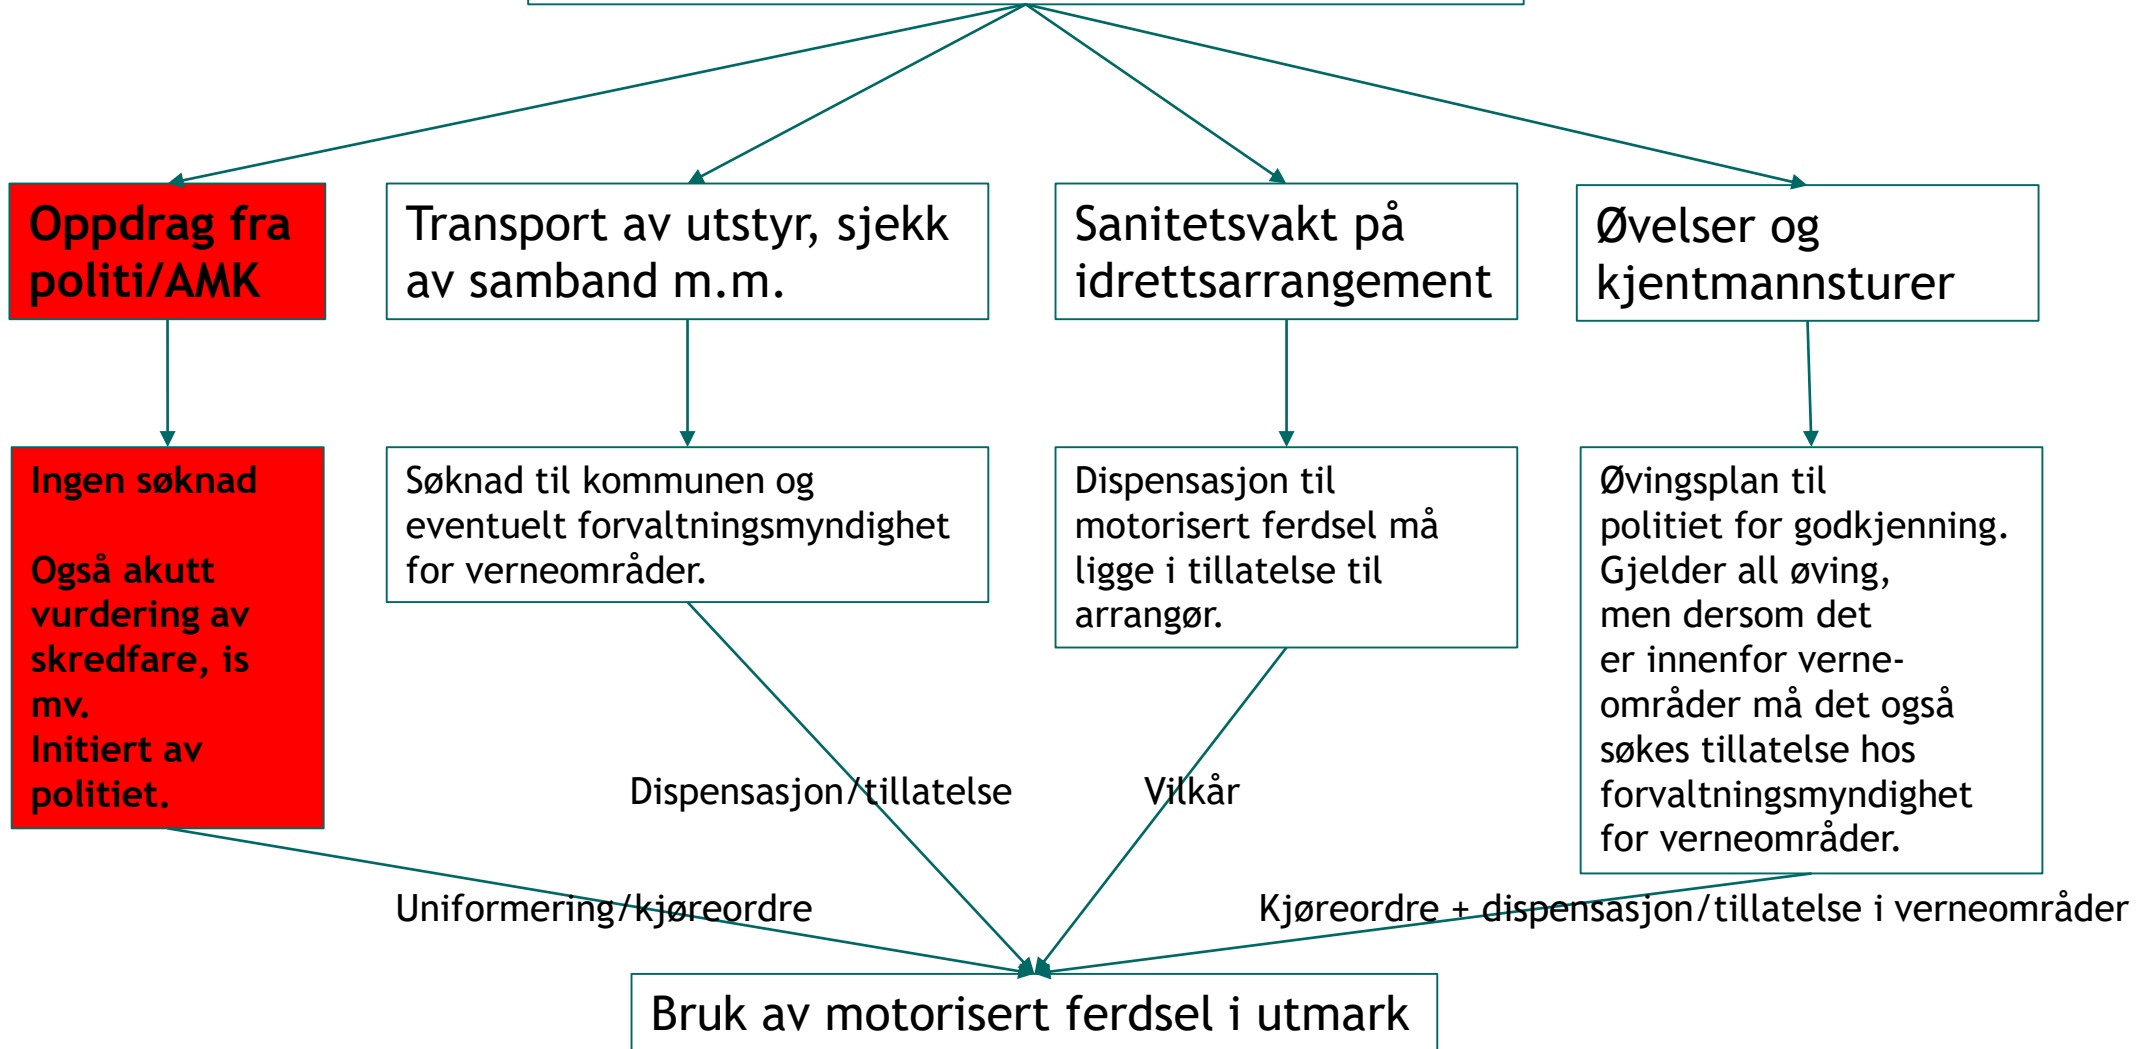 Oppdrag fra
politi/AMK
Transport av utstyr, sjekk
av samband m.m.
Sanitetsvakt på
idrettsarrangement
Øvelser og
kjentmannsturer
Ingen søknad
Også akutt
vurdering av
skredfare, is
mv.
Initiert av
politiet.
Søknad til kommunen og
eventuelt forvaltningsmyndighet
for verneområder.
Dispensasjon til
motorisert ferdsel må
ligge i tillatelse til
arrangør.
Øvingsplan til
politiet for godkjenning.
Gjelder all øving,
men dersom det
er innenfor verne-
områder må det også
søkes tillatelse hos
forvaltningsmyndighet
for verneområder.
Dispensasjon/tillatelse
Vilkår
Uniformering/kjøreordre
Kjøreordre + dispensasjon/tillatelse i verneområder
Bruk av motorisert ferdsel i utmark